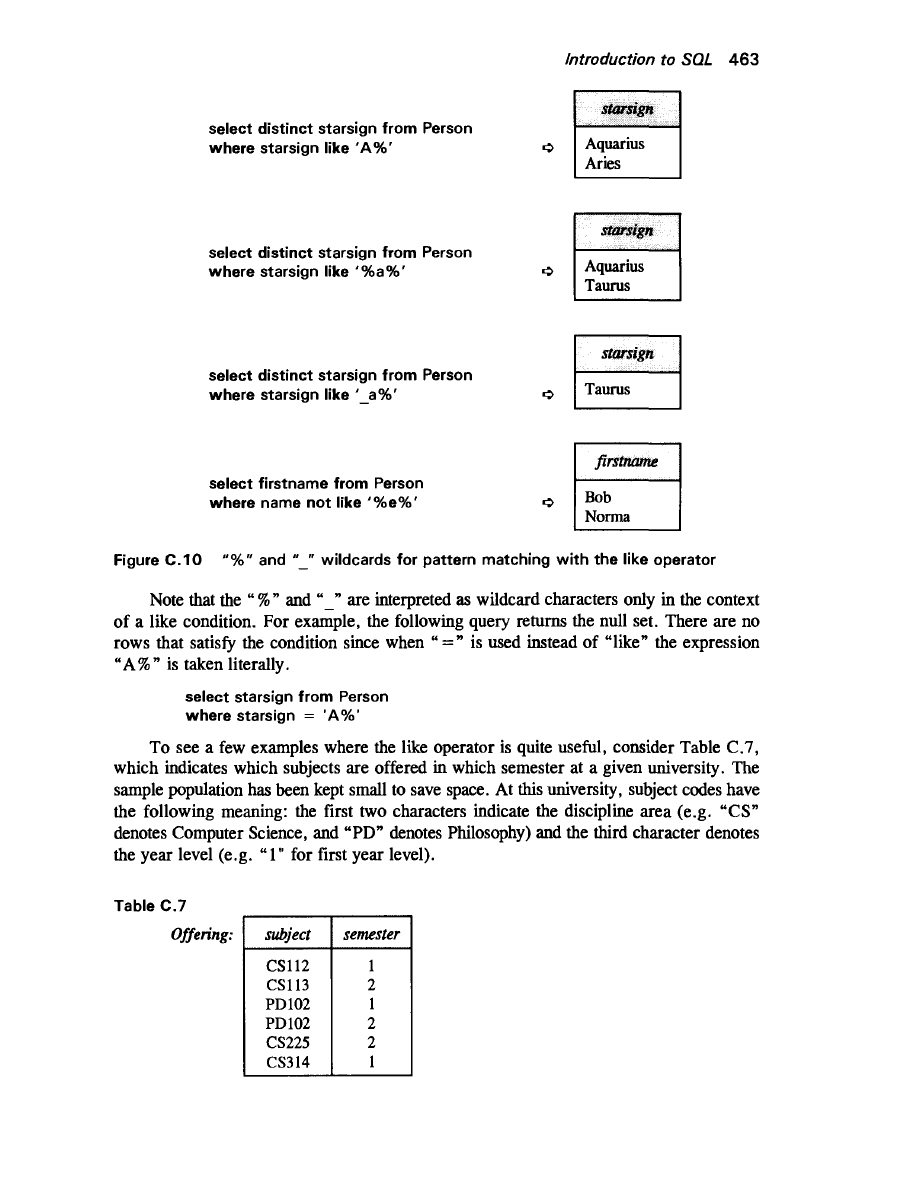 Introduction to SQL 463
starsign
select distinct starsign from Person
where starsign like 'A%' ➪ Aquarius
Aries
starsign
select distinct starsign from Person
where starsign like '%a%' ➪ Aquarius
Taurus
starsign
select distinct starsign from Person
where starsign like '_a%' ➪ Taurus
firstname
select firstname from Person
where name not like '%e%' ➪ Bob
Norma
Figure C.10 "%" and "_" wildcards for pattern matching with the like operator
Note that the "%" and "_" are interpreted as wildcard characters only in the context
of a like condition. For example, the following query returns the null set. There are no
rows that satisfy the condition since when "=" is used instead of "like" the expression
"A%" is taken literally.
select starsign from Person
where starsign = 'A%'
To see a few examples where the like operator is quite useful, consider Table C.7,
which indicates which subjects are offered in which semester at a given university. The
sample population has been kept small to save space. At this university, subject codes have
the following meaning: the first two characters indicate the discipline area (e.g. "CS"
denotes Computer Science, and "PD" denotes Philosophy) and the third character denotes
the year level (e.g. "1" for first year level).
Table C.7
Offering: subject semester
CS112 1
CS113 2
PD102 1
PD102 2
CS225 2
CS314 1